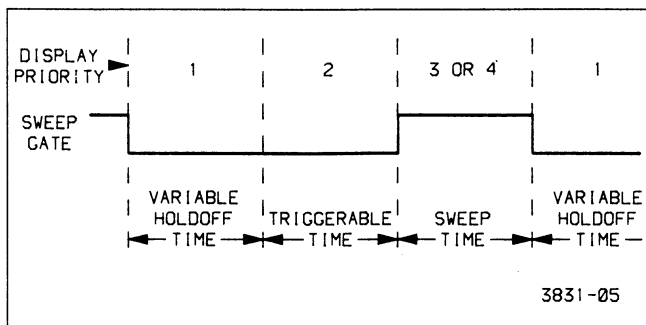 DISPLAY
PRIORITY
1
2
3 OR 4
1
SWEEP
GATE
VARIABLE
HOLDOFF
TIME
TRIGGERABLE
TIME
SWEEP
TIME
VARIABLE
HOLDOFF
TIME
3831-05